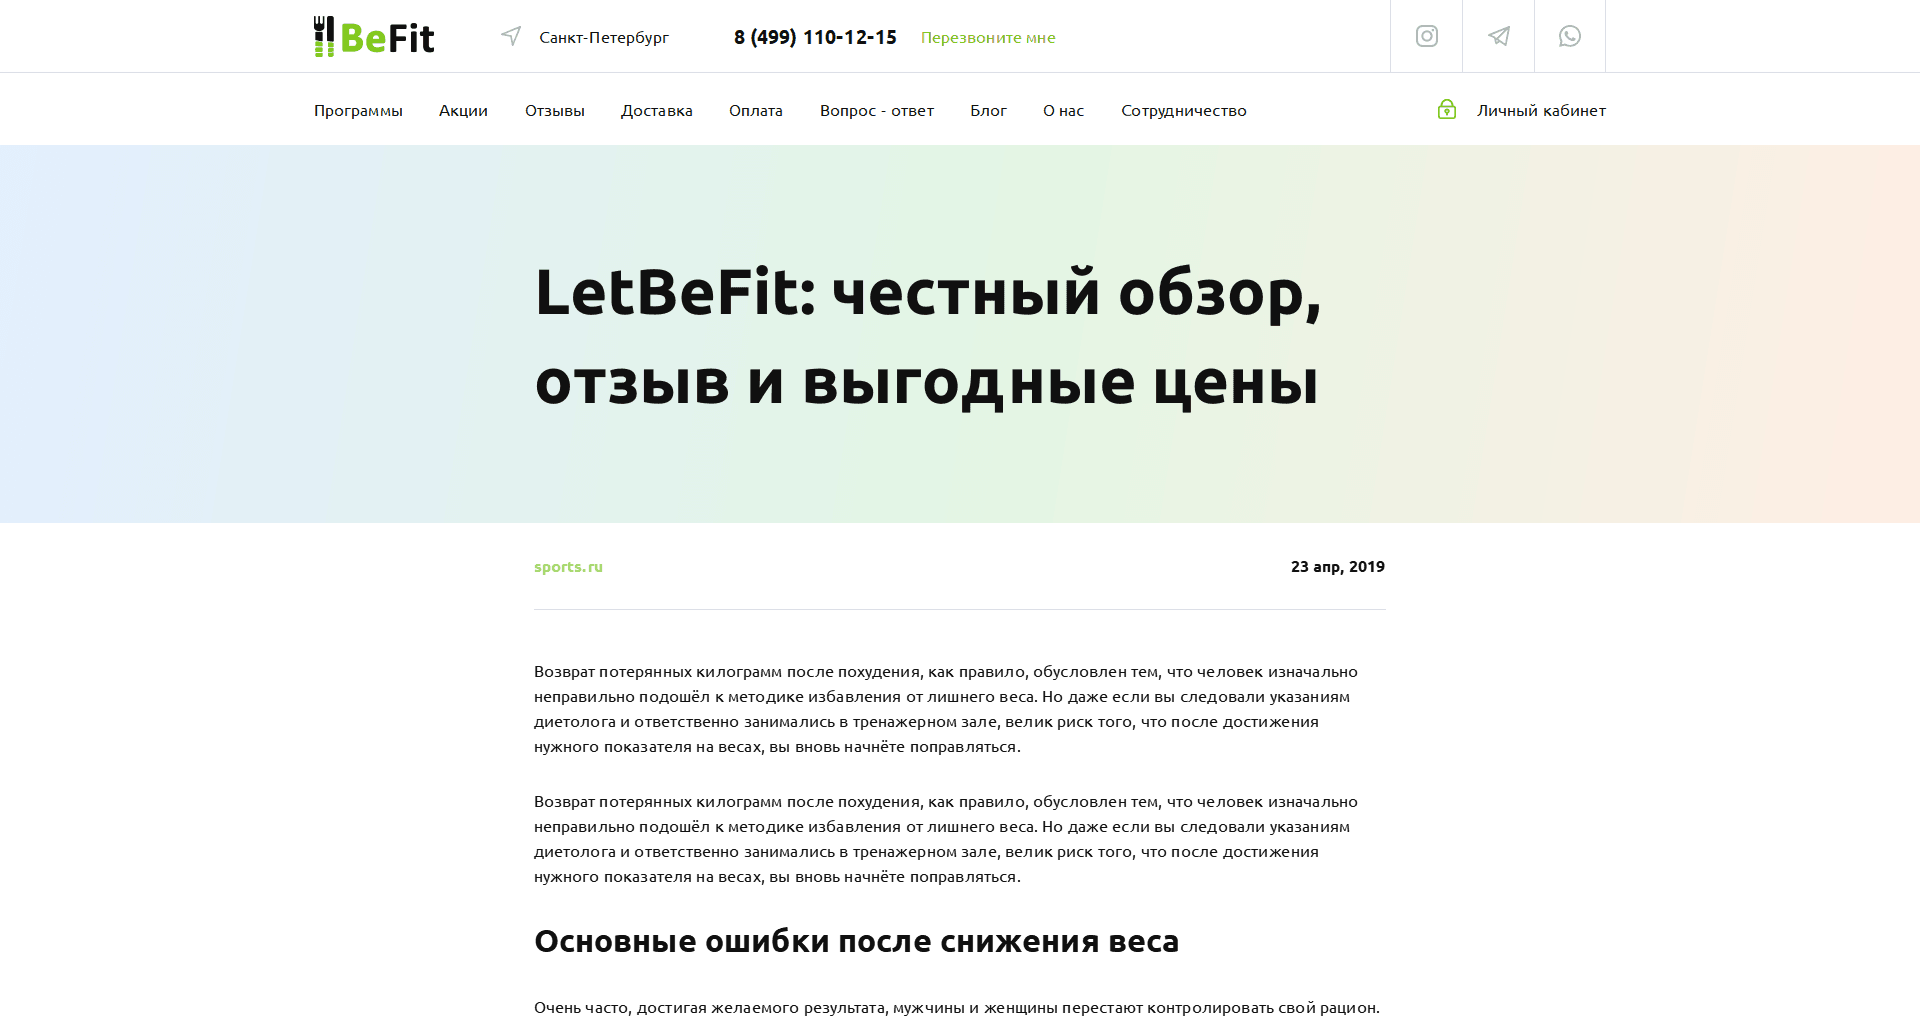 BeFit
Санкт-Петербург
8 (499) 110-12-15
Перезвоните мне
Программы
Акции
Отзывы
Доставка
Оплата
Вопрос - ответ
Блог
О нас
Сотрудничество
Личный кабинет
LetBeFit: честный обзор,
отзыв и выгодные цены
sports.ru
23 апр, 2019
Возврат потерянных килограмм после похудения, как правило, обусловлен тем, что человек изначально
неправильно подошёл к методике избавления от лишнего веса. Но даже если вы следовали указаниям
диетолога и ответственно занимались в тренажерном зале, велик риск того, что после достижения
нужного показателя на весах, вы вновь начнёте поправляться.
Возврат потерянных килограмм после похудения, как правило, обусловлен тем, что человек изначально
неправильно подошёл к методике избавления от лишнего веса. Но даже если вы следовали указаниям
диетолога и ответственно занимались в тренажерном зале, велик риск того, что после достижения
нужного показателя на весах, вы вновь начнёте поправляться.
Основные ошибки после снижения веса
Очень часто, достигая желаемого результата, мужчины и женщины перестают контролировать свой рацион.